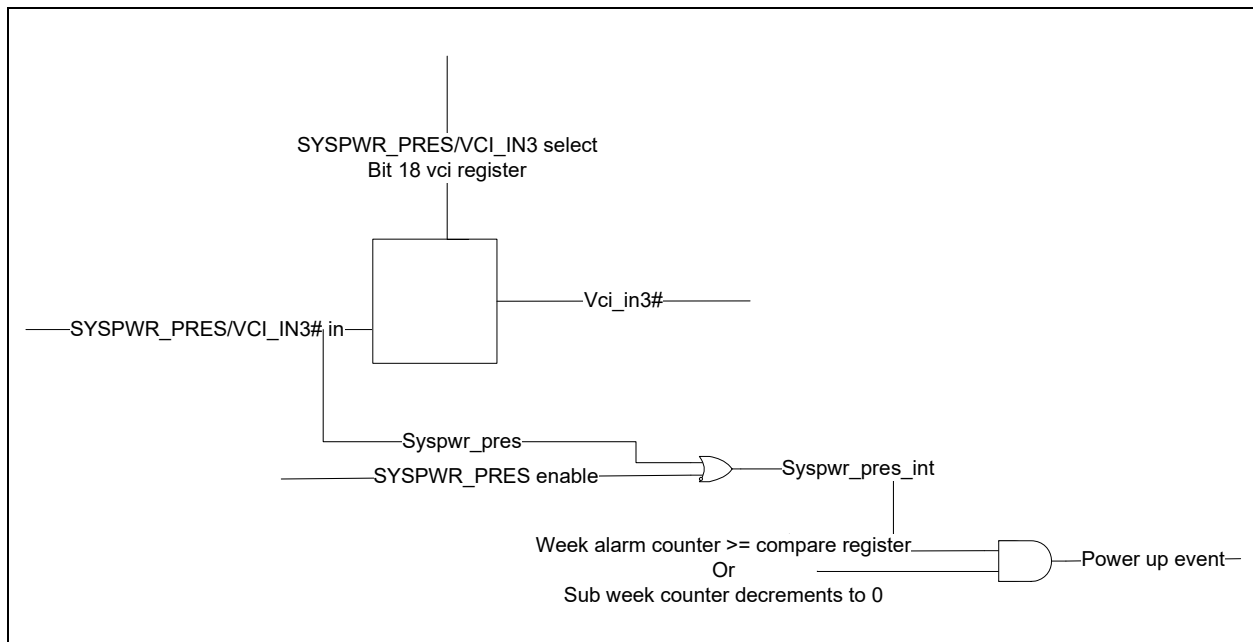 SYSPWR_PRES/VCI_IN3 select
Bit 18 vci register
Vci_in3#
SYSPWR_PRES/VCI_IN3# in
Syspwr_pres
SYSPWR_PRES enable
Syspwr_pres_int
Week alarm counter >= compare register
Or
Sub week counter decrements to 0
Power up event